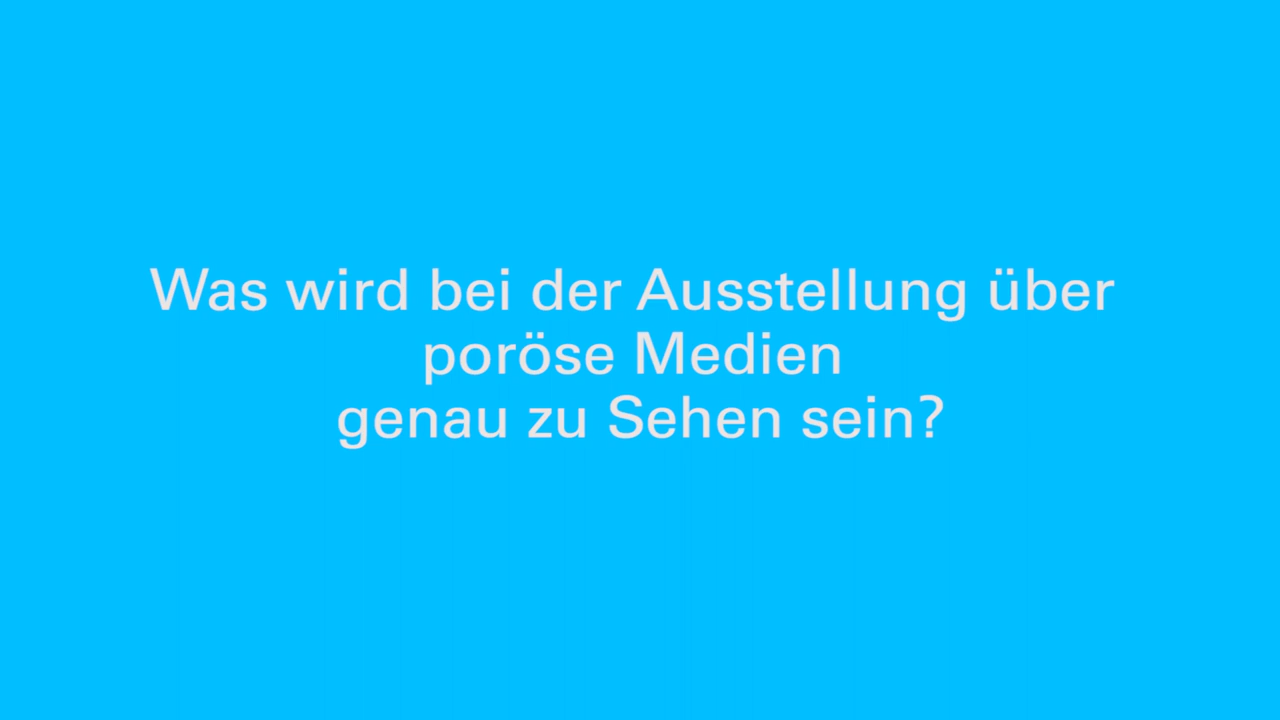 Was wird bei der Ausstellung über
poröse Medien
genau zu Sehen sein?